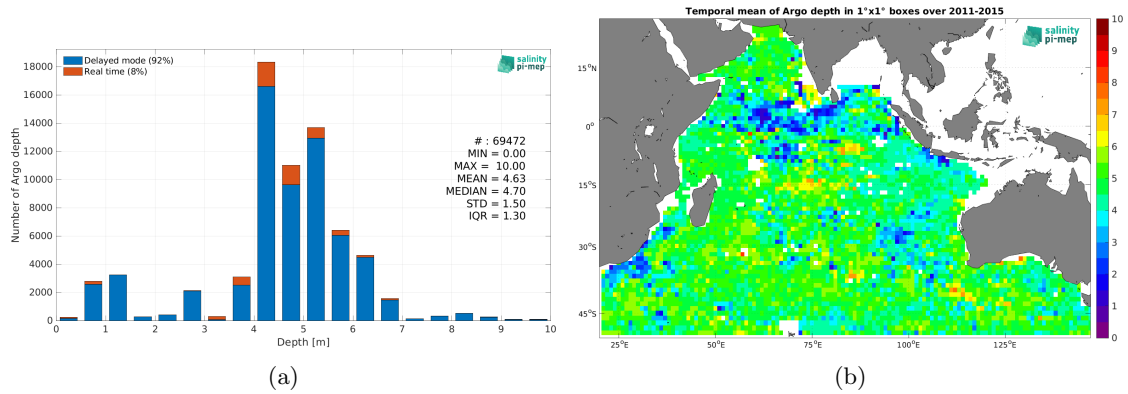 Delayed mode (92%)
Real time (8%)
salinity
pi-mep
# : 69472
MIN = 0.00
MAX = 10.00
MEAN = 4.63
MEDIAN = 4.70
STD = 1.50
IQR = 1.30
Number of Argo depth
18000
16000
14000
12000
10000
8000
6000
4000
2000
0
0 1 2 3 4 5 6 7 8 9 10
Depth [m]
(a)
Temporal mean of Argo depth in 1°x1° boxes over 2011-2015
salinity
pi-mep
15°N
0°
15°S
30°S
45°S
25°E 50°E 75°E 100°E 125°E
10
9
8
7
6
5
4
3
2
1
0
(b)